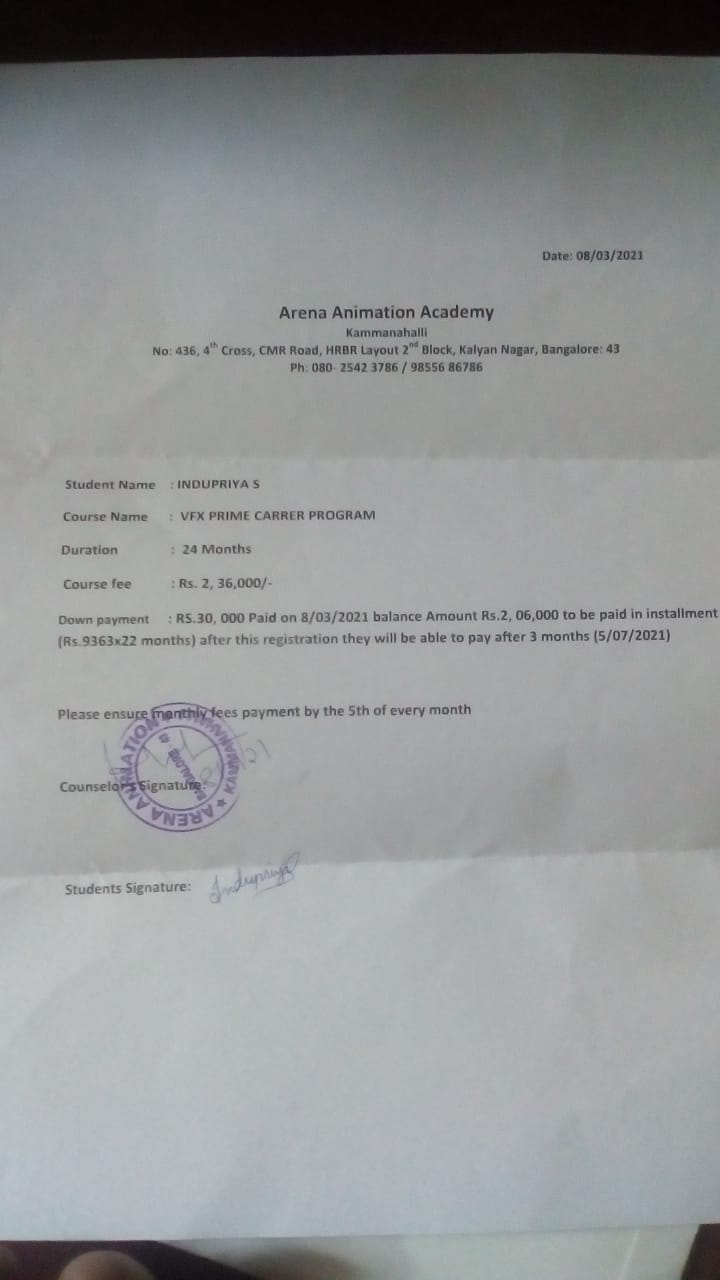 Date: 08/03/2021
Arena Animation Academy
Kammanahalli
No: 436, 4th Cross, CMR Road, HRBR Layout 2nd Block, Kalyan Nagar, Bangalore: 43
Ph: 080- 2542 3786 / 98556 86786
Student Name : INDUPRIYA S
Course Name : VFX PRIME CARRER PROGRAM
Duration : 24 Months
Course fee : Rs. 2, 36,000/-
Down payment : RS.30, 000 Paid on 8/03/2021 balance Amount Rs.2, 06,000 to be paid in installment
(Rs.9363x22 months) after this registration they will be able to pay after 3 months (5/07/2021)
Please ensure monthly fees payment by the 5th of every month
Counselor Signature:
ARENA ANIMATION
Students Signature: Indupriya